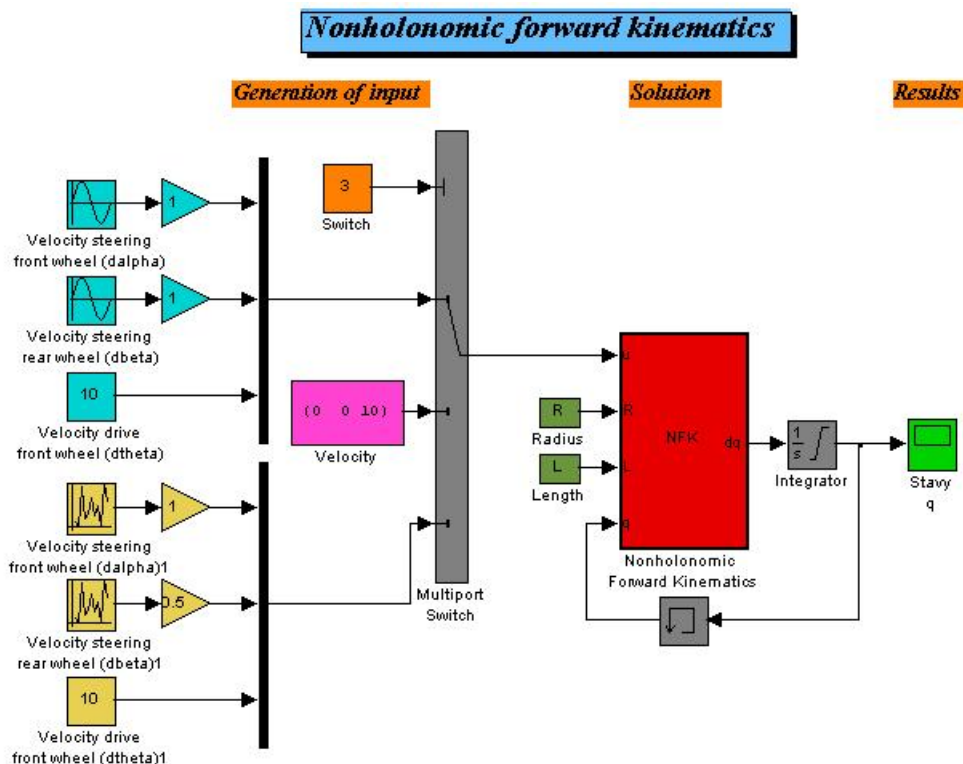 Nonholonomic forward kinematics
Generation of input
Solution
Results
1
Velocity steering
front wheel (dalpha)
1
Velocity steering
rear wheel (dbeta)
10
Velocity drive
front wheel (dtheta)
1
Velocity steering
front wheel (dalpha)1
0.5
Velocity steering
rear wheel (dbeta)1
10
Velocity drive
front wheel (dtheta)1
3
Switch
(0 0 10)
Velocity
Multiport
Switch
R
Radius
L
Length
u
R
L
q
NFK
dq
Nonholonomic
Forward Kinematics
1
s
Integrator
Stavy
q